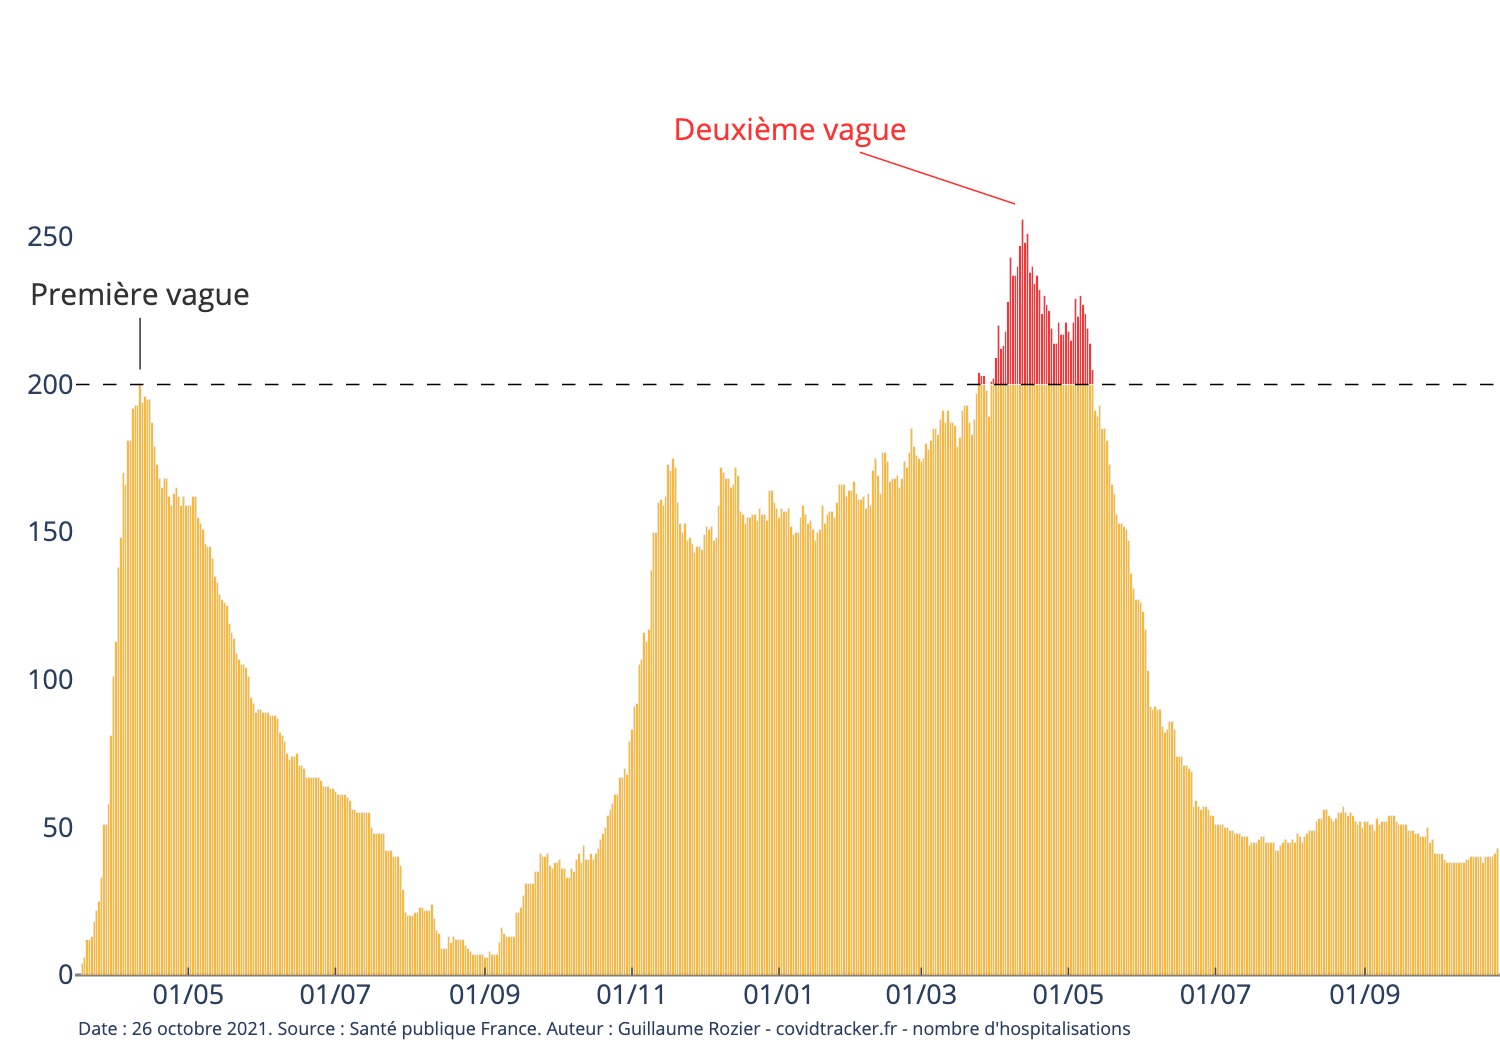 Deuxième vague
250
Première vague
200
150
100
50
0
01/05 01/07 01/09 01/11 01/01 01/03 01/05 01/07 01/09
Date : 26 octobre 2021. Source : Santé publique France. Auteur : Guillaume Rozier - covidtracker.fr - nombre d'hospitalisations